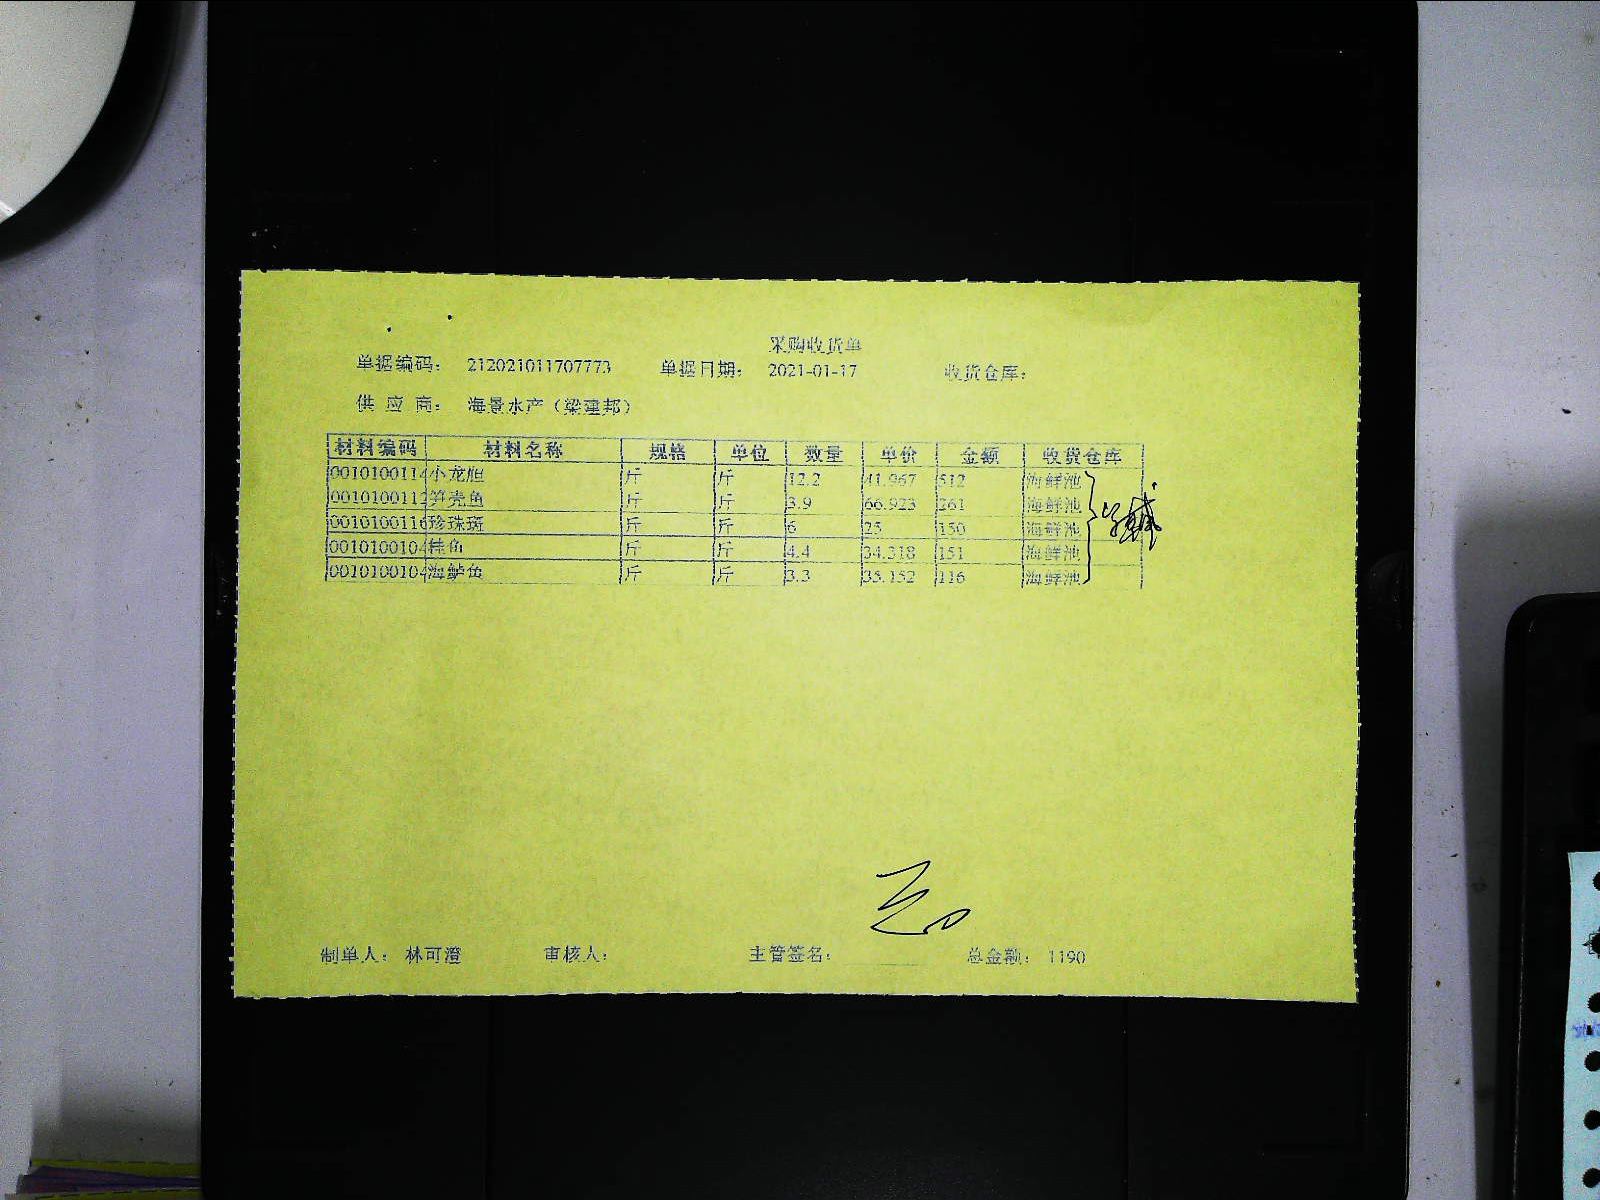 采购收货单
单据编码： 212021011707773 单据日期： 2021-01-17 收货仓库：
供 应 商： 海景水产（梁建邦）
材料编码 材料名称 规格 单位 数量 单价 金额 收货仓库
0010100114 小龙胆 斤 斤 12.2 41.967 512 海鲜池
0010100112 笋壳鱼 斤 斤 3.9 66.923 261 海鲜池
0010100116 珍珠斑 斤 斤 6 25 150 海鲜池
0010100104 桂鱼 斤 斤 4.4 34.318 151 海鲜池
0010100104 海鲈鱼 斤 斤 3.3 35.152 116 海鲜池
制单人： 林可澄 审核人： 主管签名： 总金额： 1190